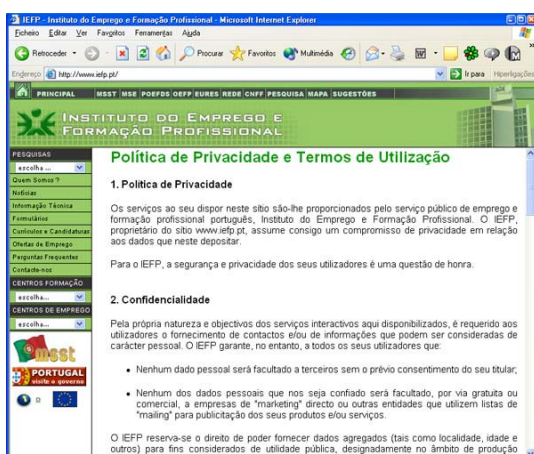 IEFP - Instituto do Emprego e Formação Profissional - Microsoft Internet Explorer
Ficheiro Editar Ver Favoritos Ferramentas Ajuda
Retroceder Procurar Favoritos Multimédia
Endereço http://www.iefp.pt/ Ir para Hiperligações
PRINCIPAL MSST MSE POEFDS OEFP EURES REDE CNFF PESQUISA MAPA SUGESTÕES
INSTITUTO DO EMPREGO E
FORMAÇÃO PROFISSIONAL
PESQUISAS
escolha ...
Quem Somos ?
Notícias
Informação Técnica
Formulários
Currículos e Candidaturas
Ofertas de Emprego
Perguntas Frequentes
Contacte-nos
CENTROS FORMAÇÃO
escolha...
CENTROS DE EMPREGO
escolha...
msst
PORTUGAL
visite o governo
Política de Privacidade e Termos de Utilização
1. Politica de Privacidade
Os serviços ao seu dispor neste sítio são-lhe proporcionados pelo serviço público de emprego e
formação profissional português, Instituto do Emprego e Formação Profissional. O IEFP,
proprietário do sítio www.iefp.pt, assume consigo um compromisso de privacidade em relação
aos dados que neste depositar.
Para o IEFP, a segurança e privacidade dos seus utilizadores é uma questão de honra.
2. Confidencialidade
Pela própria natureza e objectivos dos serviços interactivos aqui disponibilizados, é requerido aos
utilizadores o fornecimento de contactos e/ou de informações que podem ser consideradas de
carácter pessoal. O IEFP garante, no entanto, a todos os seus utilizadores que:
• Nenhum dado pessoal será facultado a terceiros sem o prévio consentimento do seu titular;
• Nenhum dos dados pessoais que nos seja confiado será facultado, por via gratuita ou
comercial, a empresas de "marketing" directo ou outras entidades que utilizem listas de
"mailing" para publicitação dos seus produtos e/ou serviços.
O IEFP reserva-se o direito de poder fornecer dados agregados (tais como localidade, idade e
outros) para fins considerados de utilidade pública, designadamente no âmbito de produção